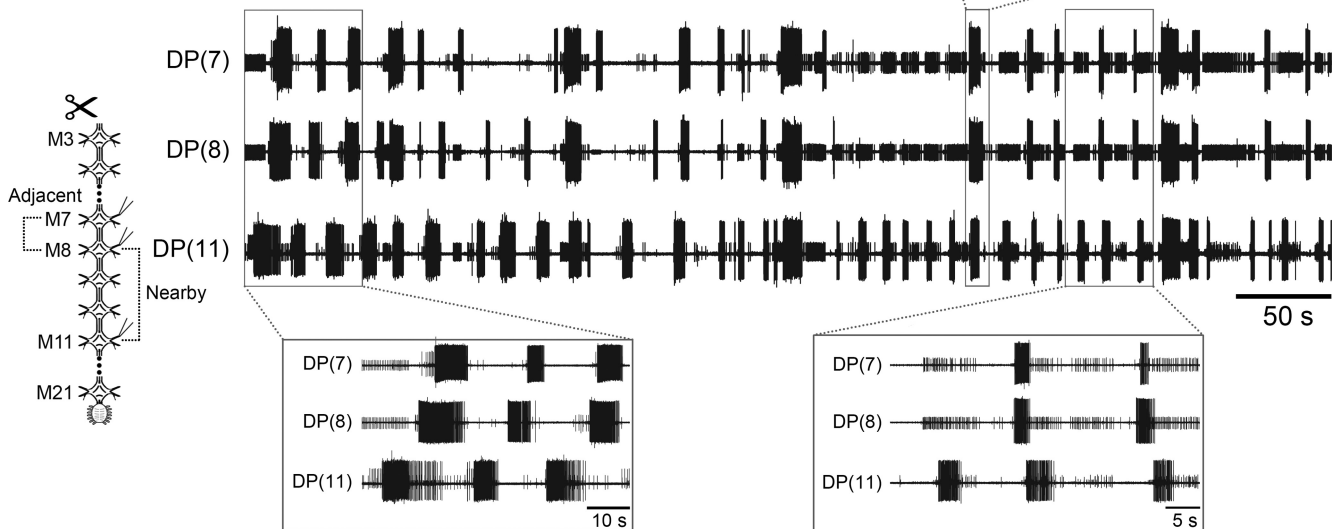 DP(7)
DP(8)
DP(11)
50 s
M3
Adjacent
M7
M8
Nearby
M11
M21
DP(7)
DP(8)
DP(11)
10 s
DP(7)
DP(8)
DP(11)
5 s